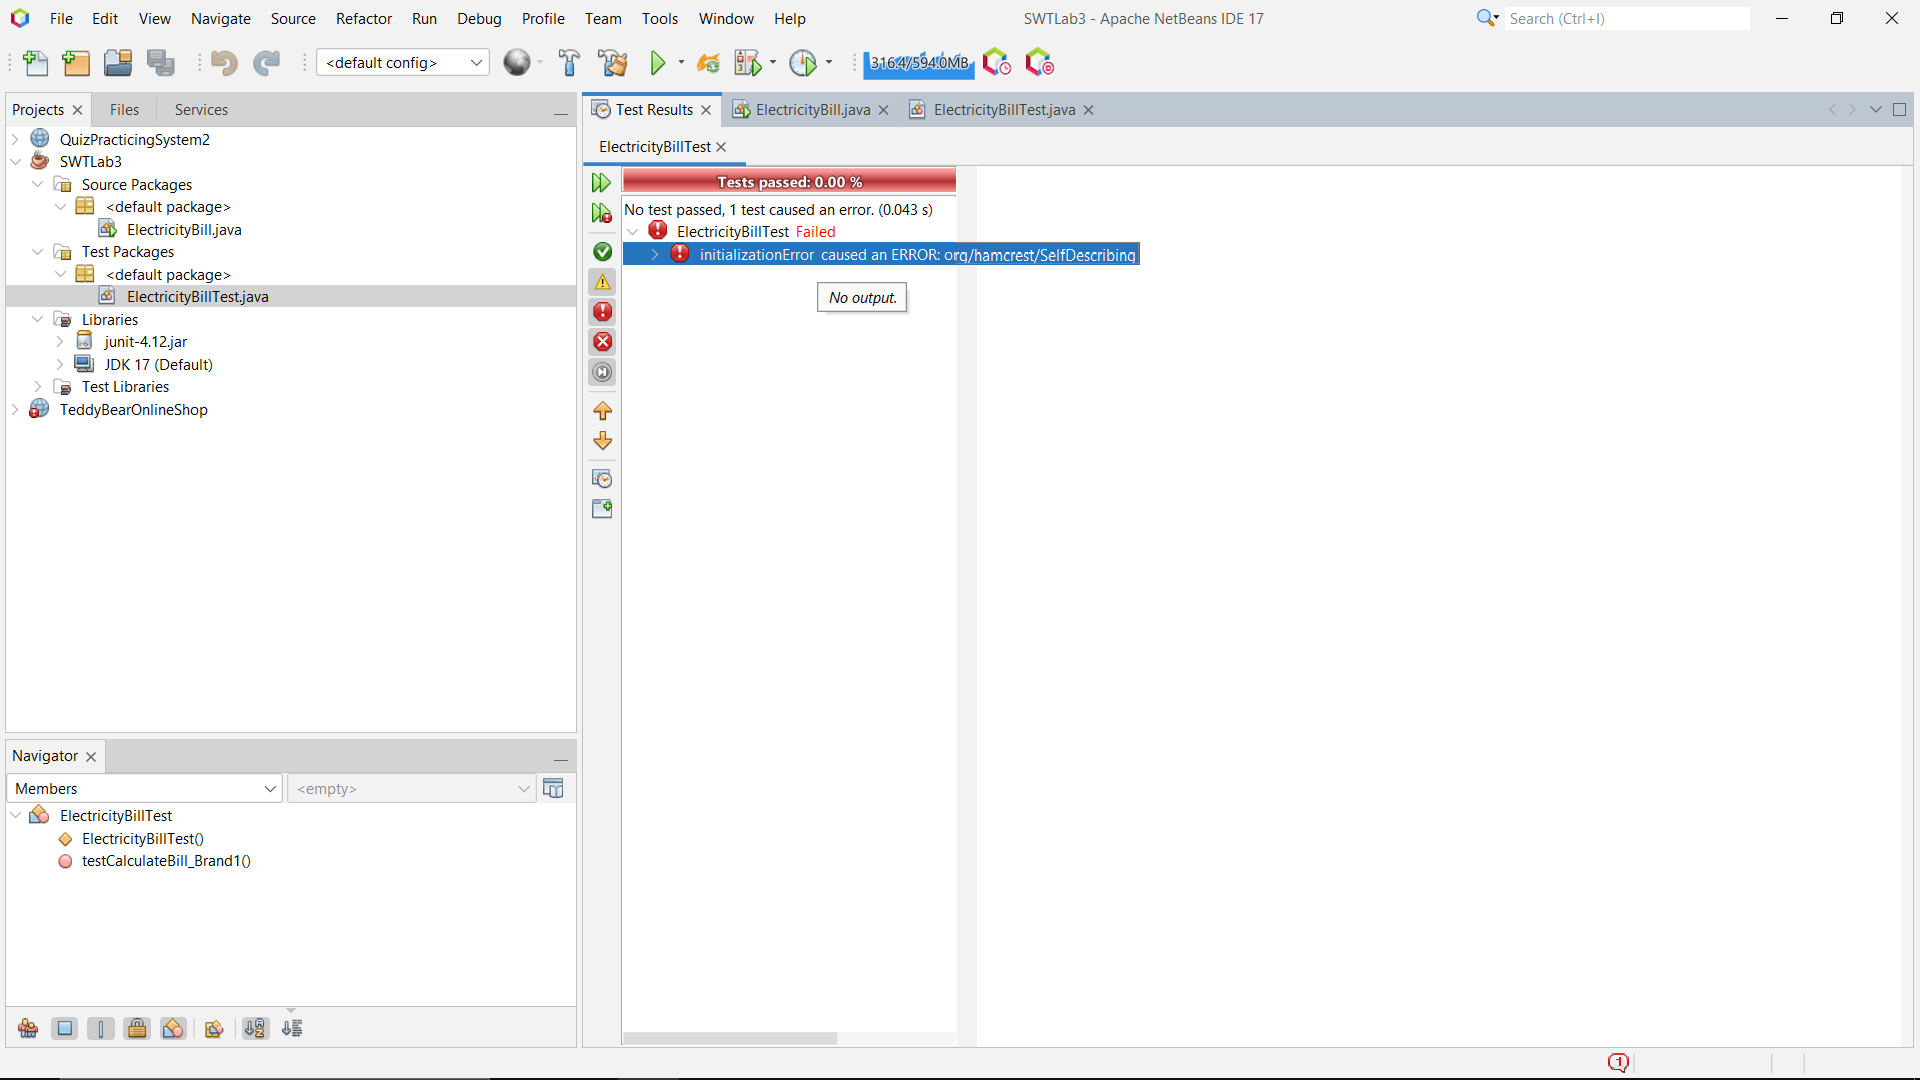 File Edit View Navigate Source Refactor Run Debug Profile Team Tools Window Help
SWTLab3 - Apache NetBeans IDE 17
Search (Ctrl+I)
<default config>
316.4/594.0MB
Projects Files Services
QuizPracticingSystem2
SWTLab3
Source Packages
<default package>
ElectricityBill.java
Test Packages
<default package>
ElectricityBillTest.java
Libraries
junit-4.12.jar
JDK 17 (Default)
Test Libraries
TeddyBearOnlineShop
Test Results ElectricityBill.java ElectricityBillTest.java
ElectricityBillTest
Tests passed: 0.00 %
No test passed, 1 test caused an error. (0.043 s)
ElectricityBillTest Failed
initializationError caused an ERROR: org/hamcrest/SelfDescribing
No output.
Navigator
Members
<empty>
ElectricityBillTest
ElectricityBillTest()
testCalculateBill_Brand1()
1